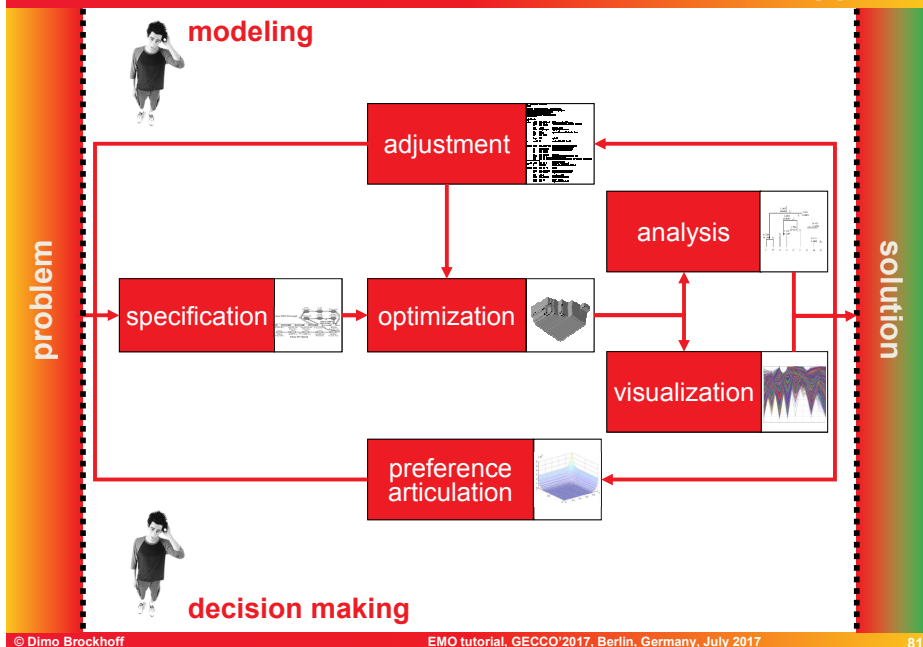 modeling
adjustment
analysis
problem
solution
specification
optimization
visualization
preference
articulation
decision making
© Dimo Brockhoff
EMO tutorial, GECCO'2017, Berlin, Germany, July 2017
81